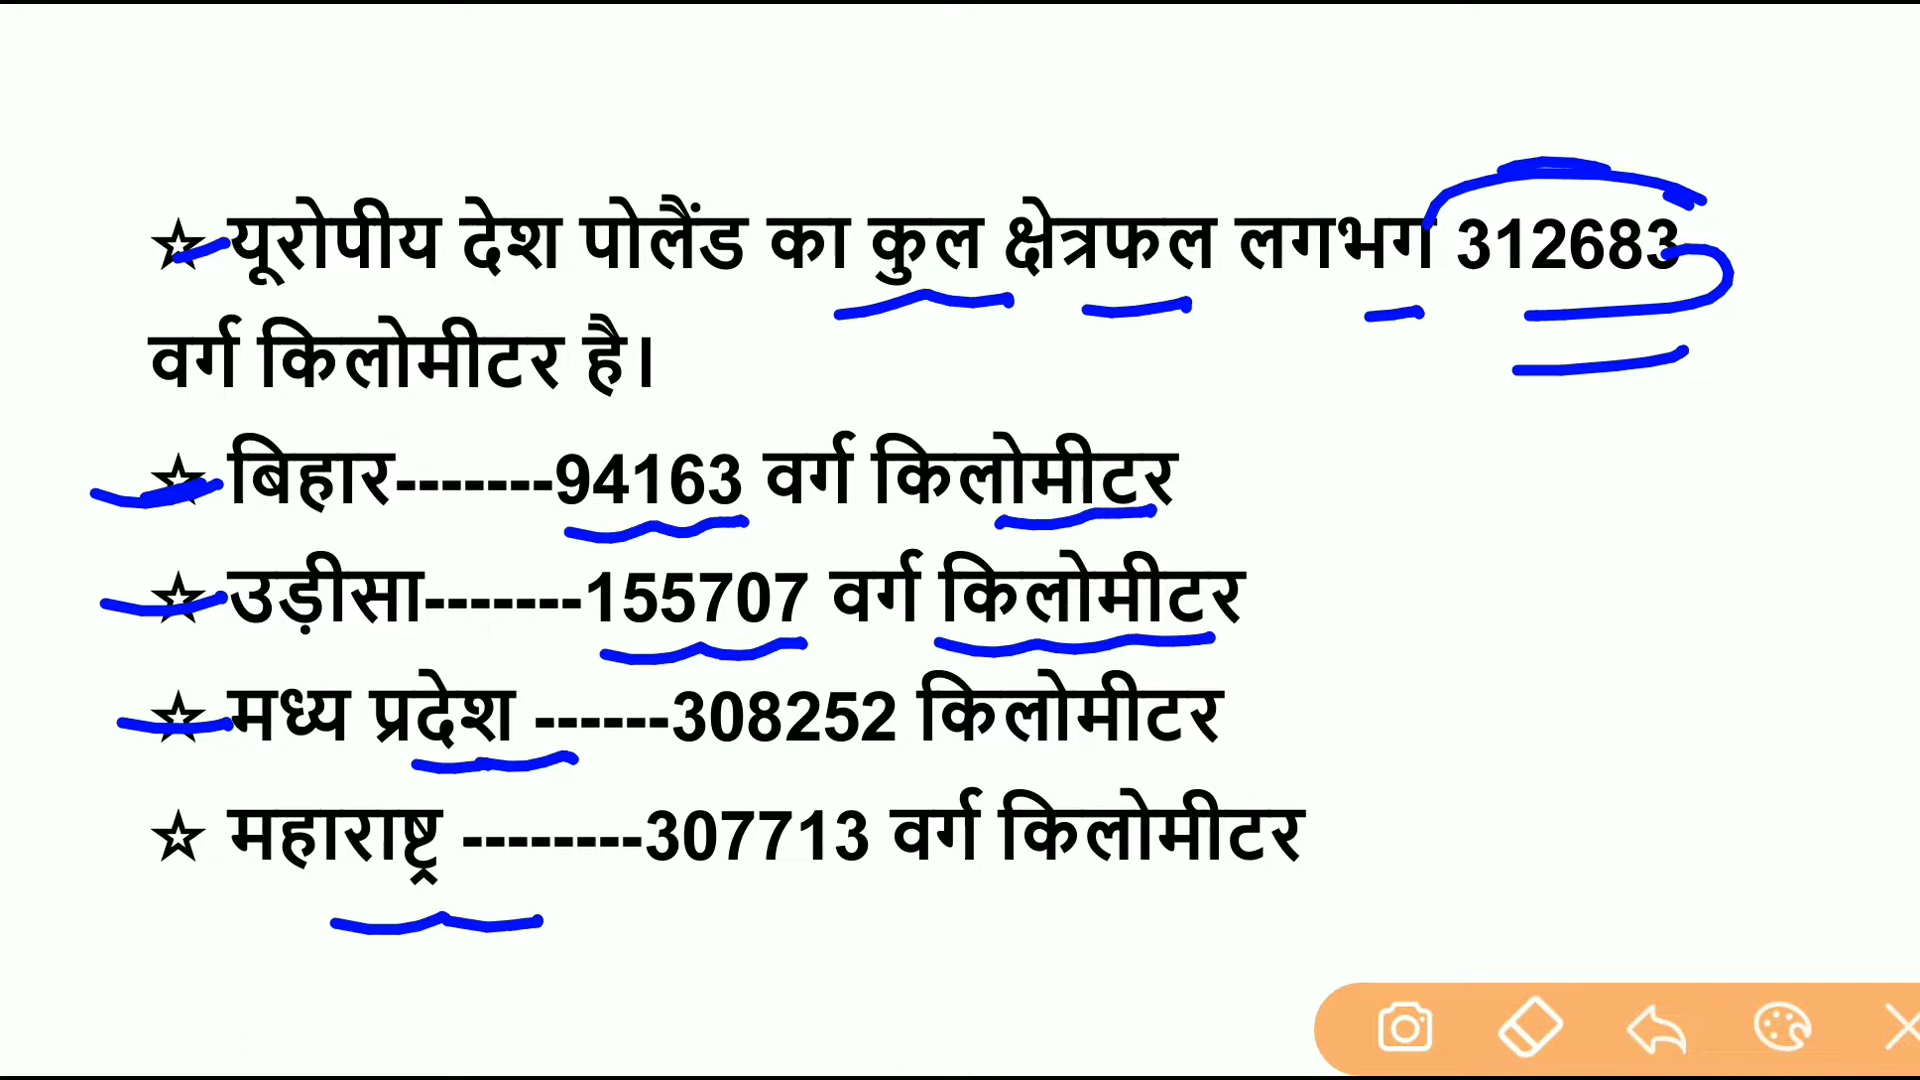 ☆ यूरोपीय देश पोलैंड का कुल क्षेत्रफल लगभग 312683
वर्ग किलोमीटर है।
☆ बिहार-------94163 वर्ग किलोमीटर
☆ उड़ीसा-------155707 वर्ग किलोमीटर
☆ मध्य प्रदेश ------308252 किलोमीटर
☆ महाराष्ट्र --------307713 वर्ग किलोमीटर